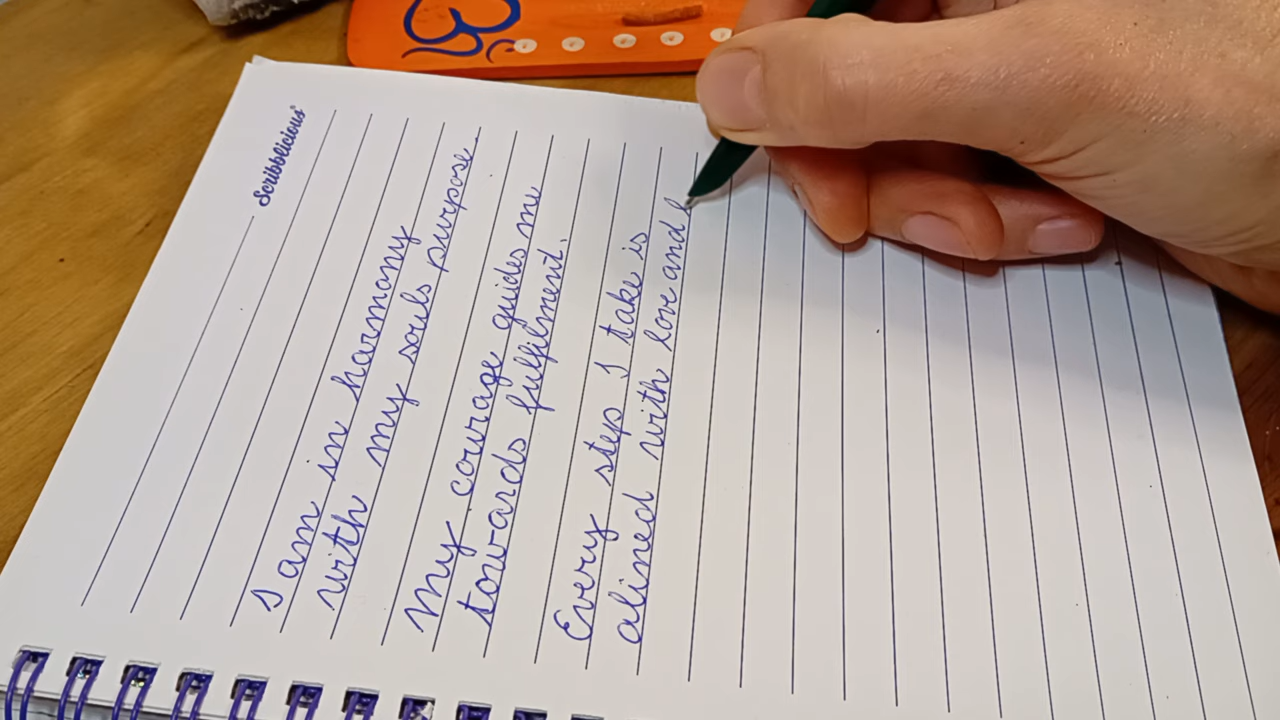 Scribblicious
I am in harmony
with my souls purpose
My courage guides me
towards fulfilment.
Every step I take is
alined with love and